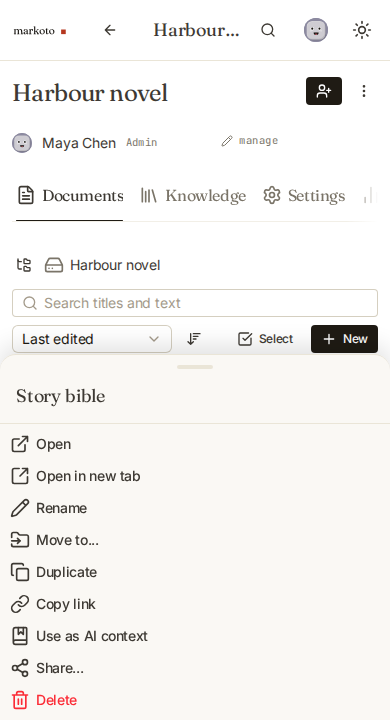 markoto
Harbour...
Harbour novel
Maya Chen Admin manage
Documents Knowledge Settings
Harbour novel
Search titles and text
Last edited Select New
Story bible
Open
Open in new tab
Rename
Move to...
Duplicate
Copy link
Use as AI context
Share...
Delete